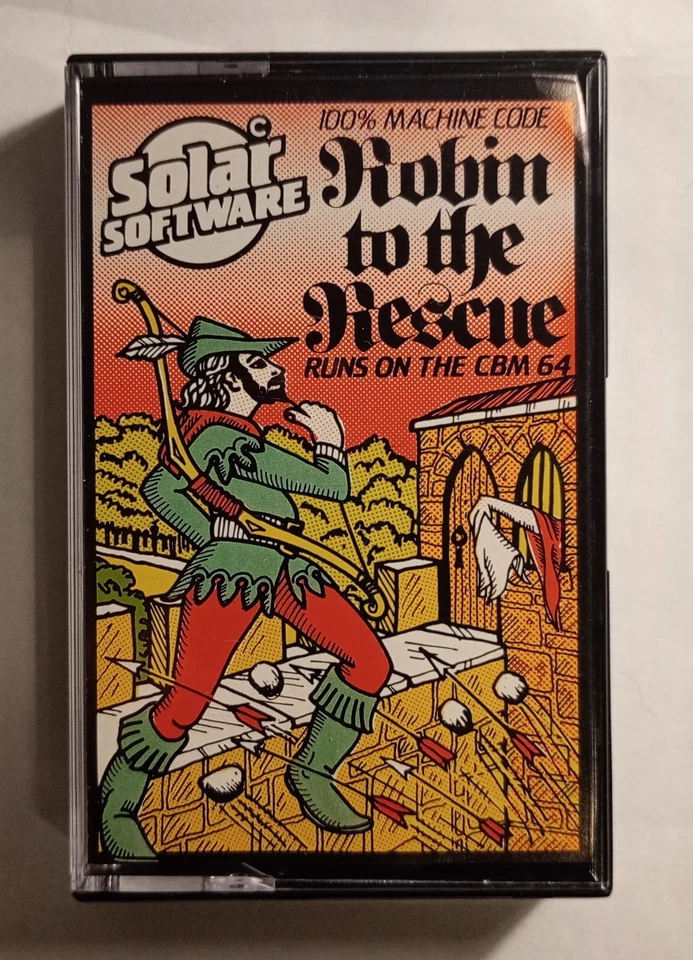 ©
Solar
SOFTWARE
100% MACHINE CODE
Robin
to the
Rescue
RUNS ON THE CBM 64